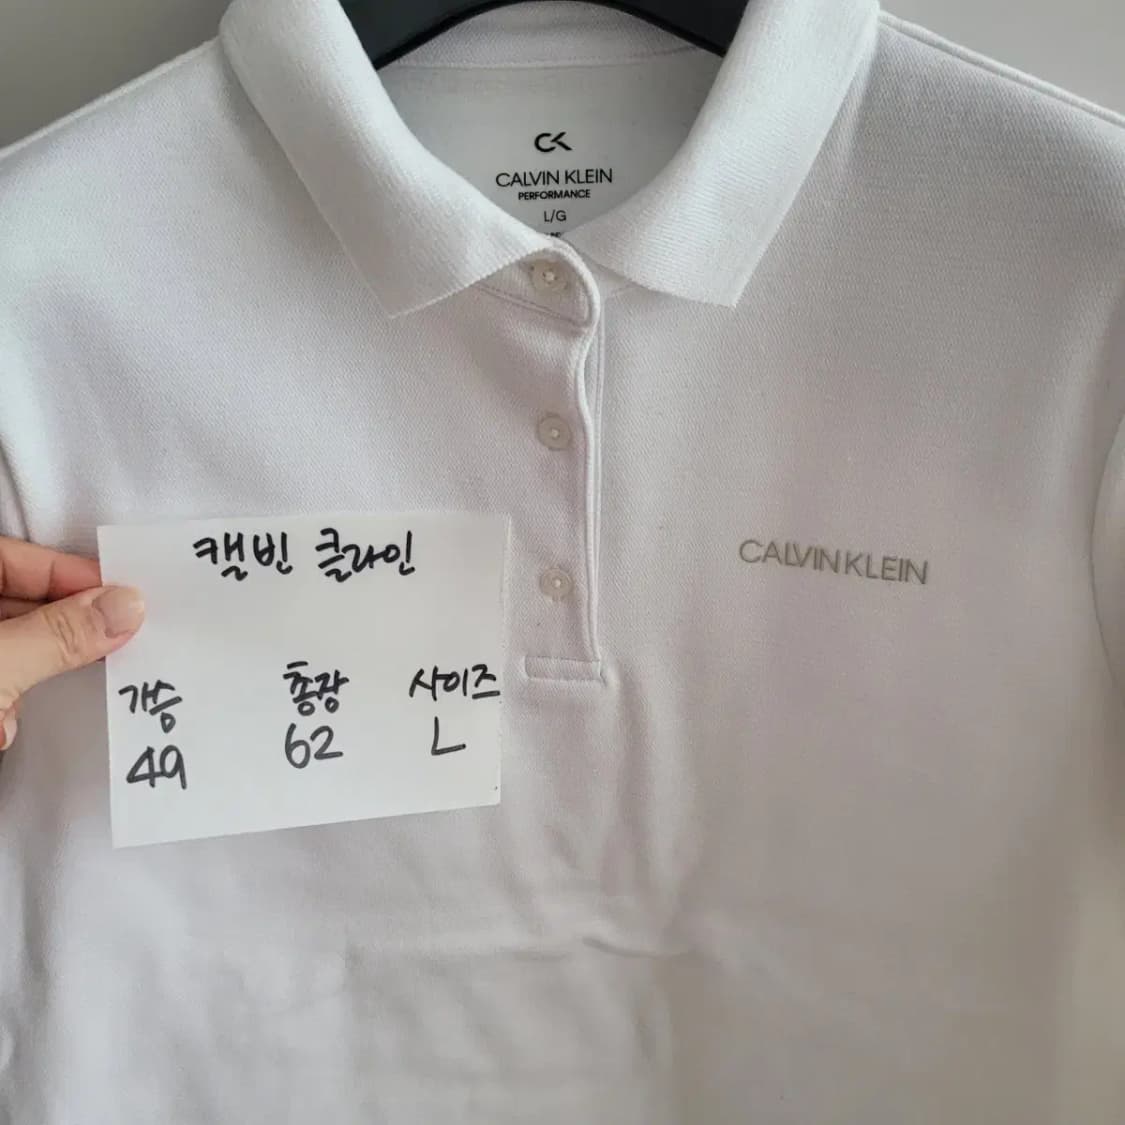 CK
CALVIN KLEIN
PERFORMANCE
L/G
CALVIN KLEIN
캘빈 클라인
가슴 총장 사이즈
49 62 L